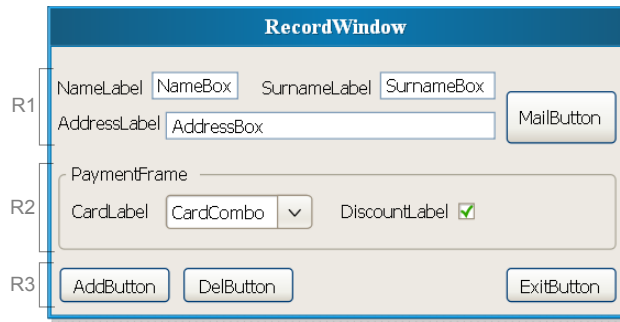 RecordWindow
R1
NameLabel NameBox SurnameLabel SurnameBox
AddressLabel AddressBox
MailButton
R2
PaymentFrame
CardLabel CardCombo DiscountLabel
R3
AddButton DelButton ExitButton